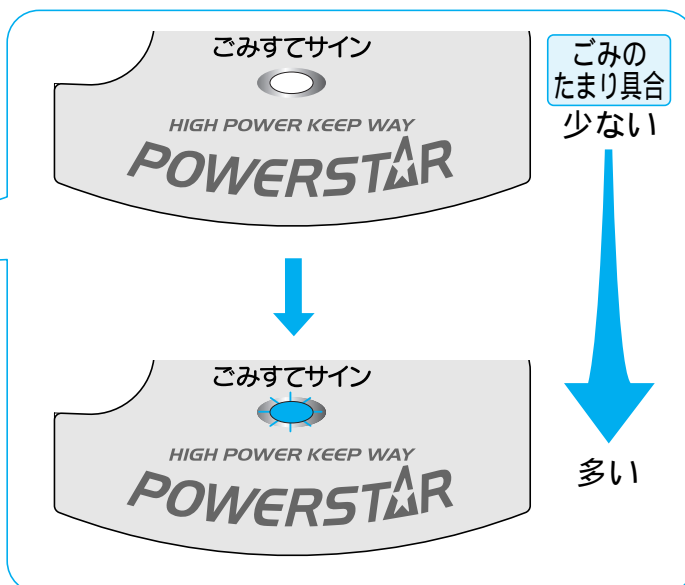 ごみすてサイン
HIGH POWER KEEP WAY
POWERSTAR
ごみの
たまり具合
少ない
ごみすてサイン
HIGH POWER KEEP WAY
POWERSTAR
多い